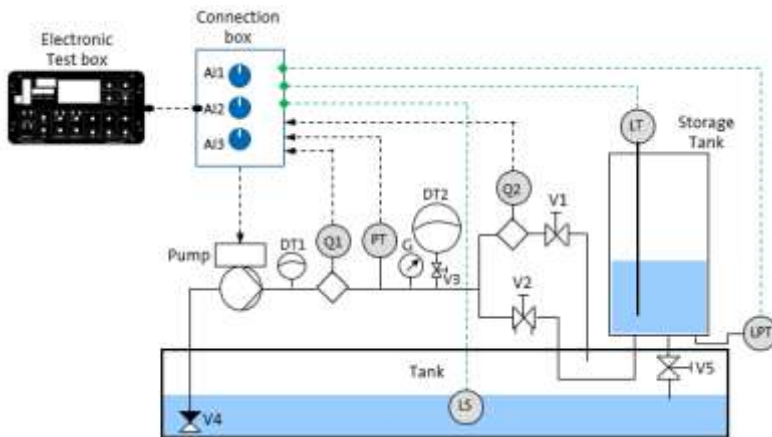 Connection
box
Electronic
Test box
AI1
AI2
AI3
LT
Storage
Tank
DT2
Q2
V1
Pump
DT1
Q1
PT
G
V3
V2
LPT
Tank
V5
LS
V4